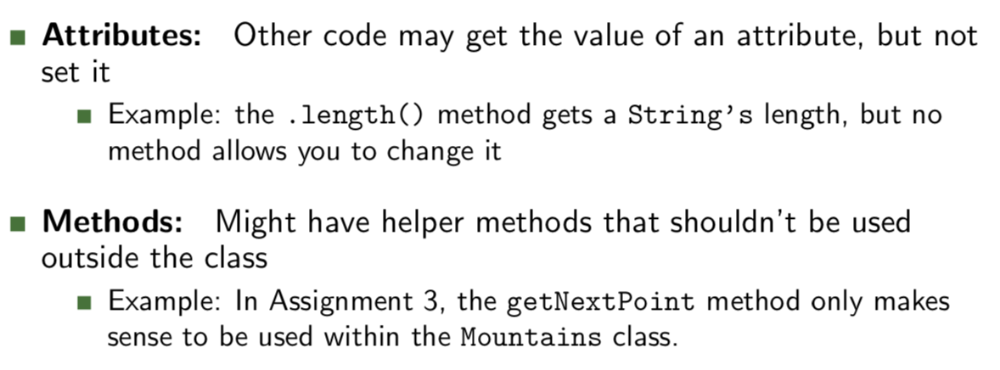 Attributes: Other code may get the value of an attribute, but not
set it
Example: the .length() method gets a String's length, but no
method allows you to change it
Methods: Might have helper methods that shouldn't be used
outside the class
Example: In Assignment 3, the getNextPoint method only makes
sense to be used within the Mountains class.